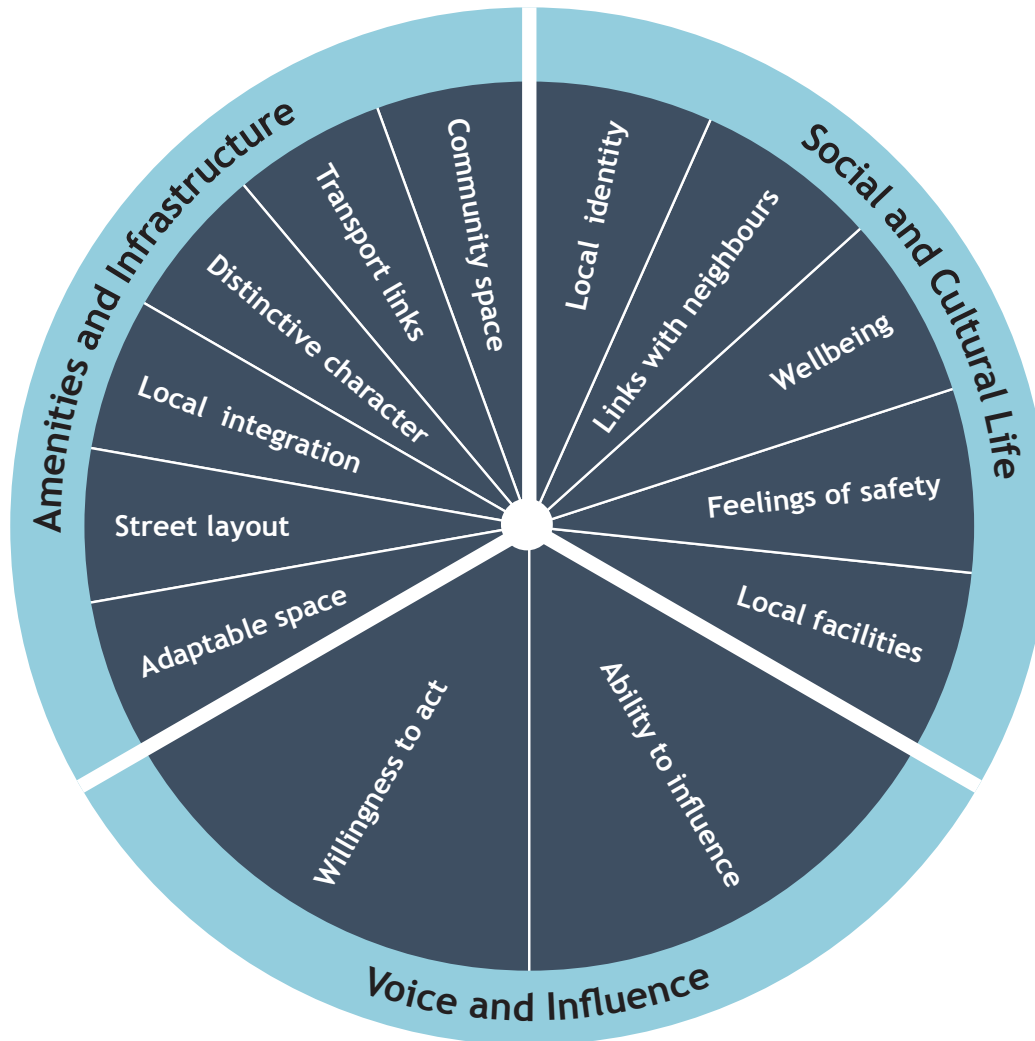 Amenities and Infrastructure
Community space
Transport links
Distinctive character
Local integration
Street layout
Adaptable space
Social and Cultural Life
Local identity
Links with neighbours
Wellbeing
Feelings of safety
Local facilities
Voice and Influence
Ability to influence
Willingness to act